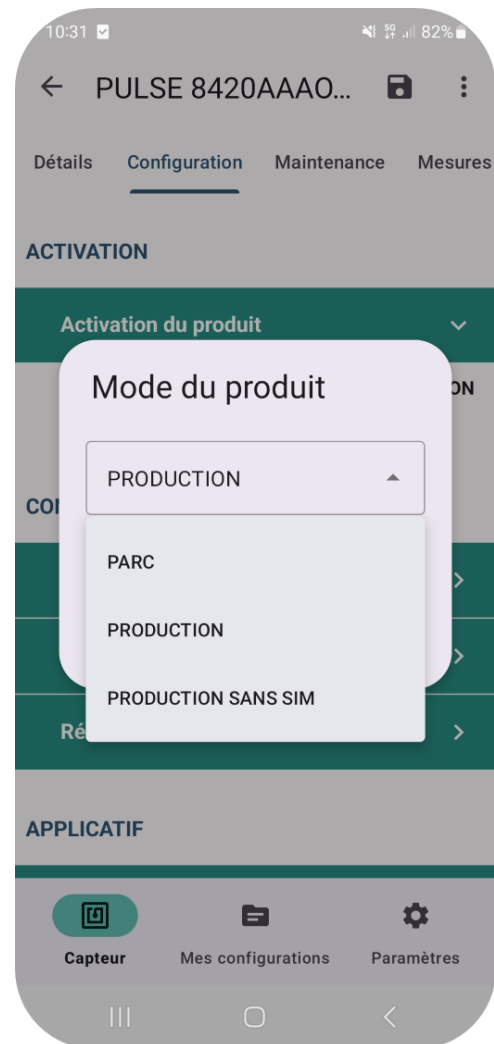 10:31 5G 82%
PULSE 8420AAAO...
Détails Configuration Maintenance Mesures
ACTIVATION
Activation du produit
ON
Mode du produit
PRODUCTION
CO
PARC
PRODUCTION
PRODUCTION SANS SIM
Ré
APPLICATIF
Capteur Mes configurations Paramètres